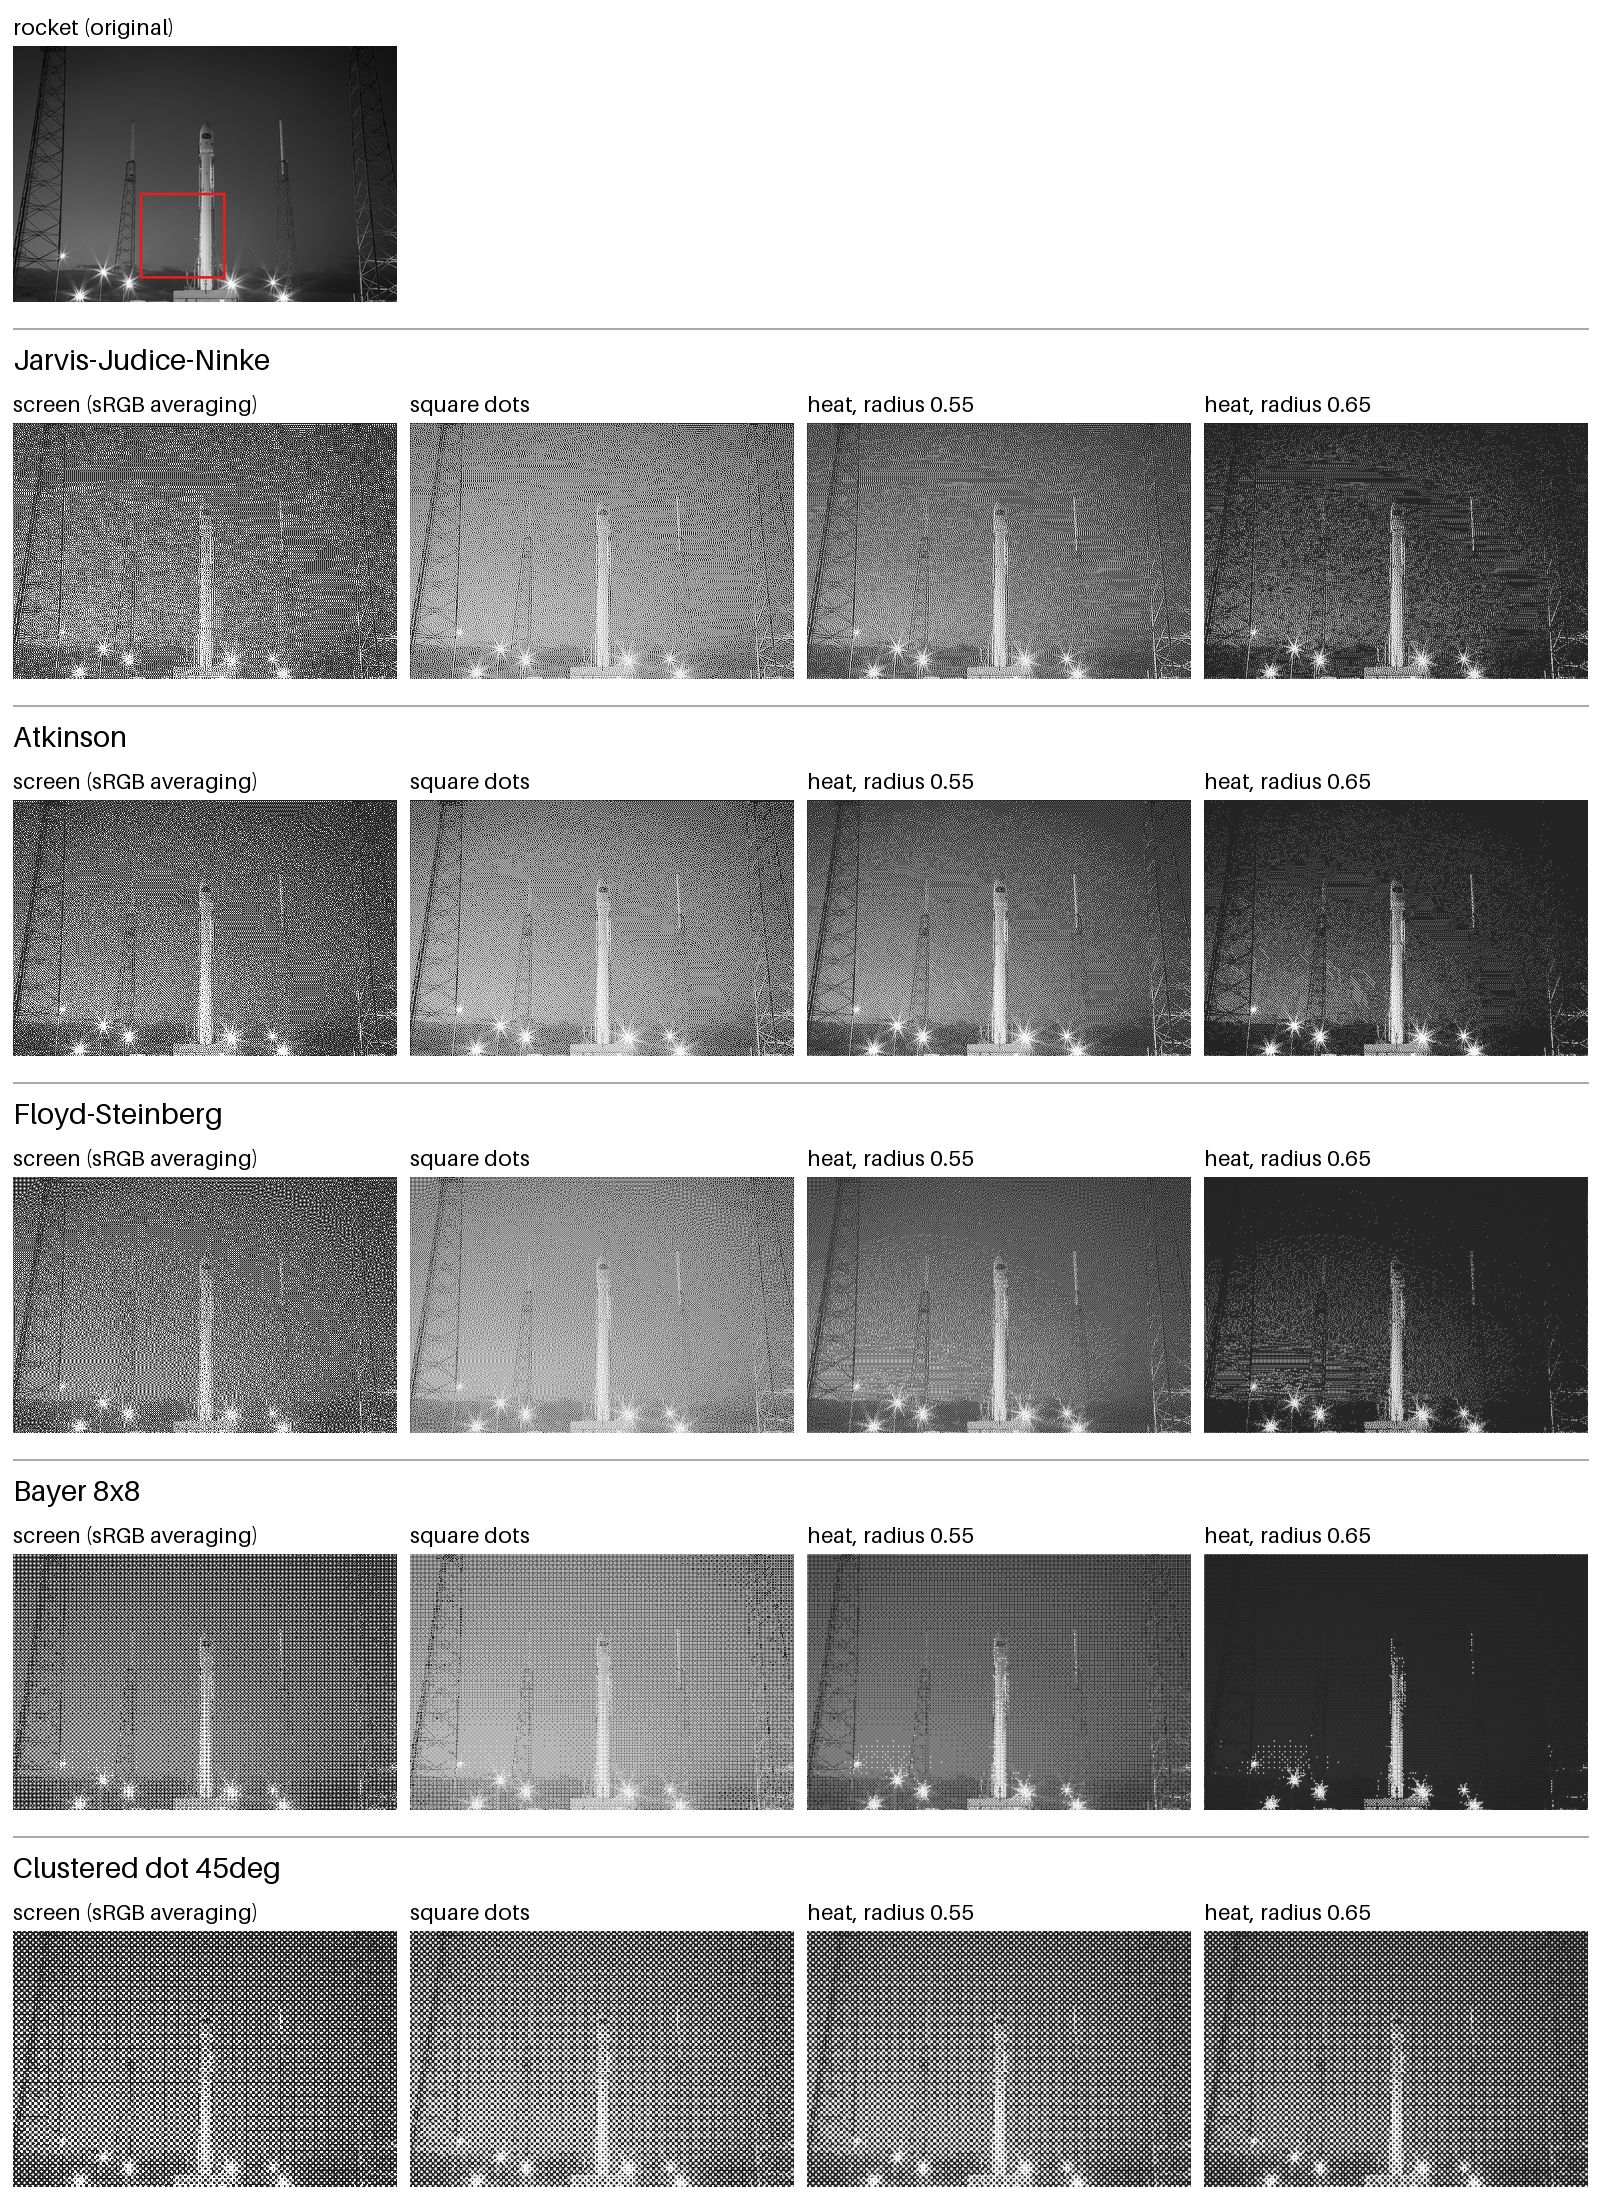 rocket (original)
Jarvis-Judice-Ninke
screen (sRGB averaging)
square dots
heat, radius 0.55
heat, radius 0.65
Atkinson
screen (sRGB averaging)
square dots
heat, radius 0.55
heat, radius 0.65
Floyd-Steinberg
screen (sRGB averaging)
square dots
heat, radius 0.55
heat, radius 0.65
Bayer 8x8
screen (sRGB averaging)
square dots
heat, radius 0.55
heat, radius 0.65
Clustered dot 45deg
screen (sRGB averaging)
square dots
heat, radius 0.55
heat, radius 0.65